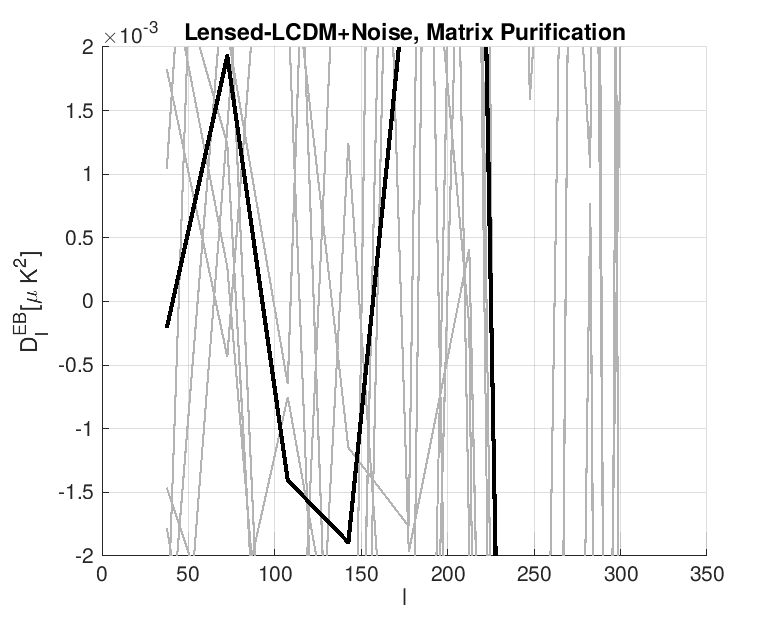 ×10⁻³
Lensed-LCDM+Noise, Matrix Purification
2
1.5
1
0.5
0
-0.5
-1
-1.5
-2
D_l^EB[μ K²]
0 50 100 150 200 250 300 350
l